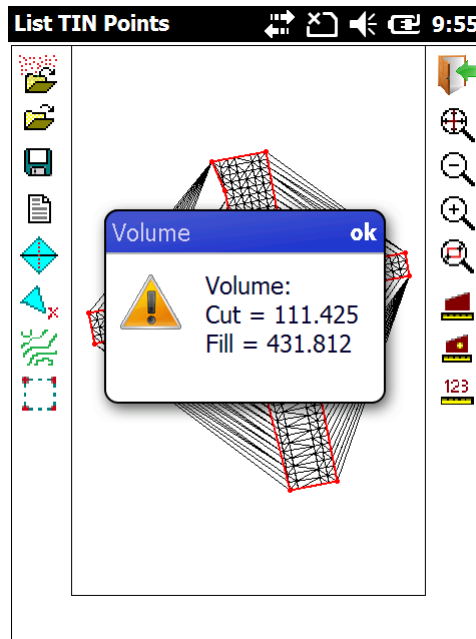 List TIN Points 9:55
Volume ok
Volume:
Cut = 111.425
Fill = 431.812
123